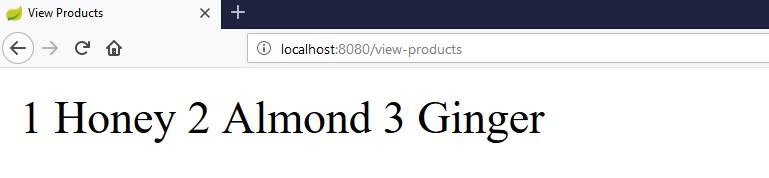 View Products
localhost:8080/view-products
1 Honey 2 Almond 3 Ginger